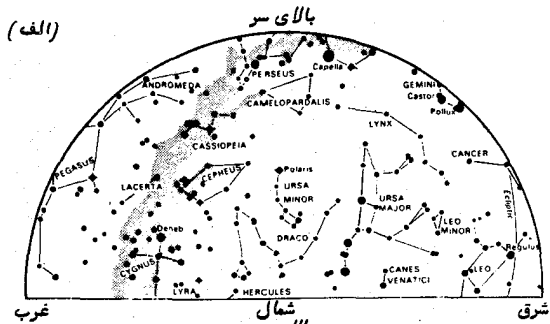 بالای سر
(الف)
PERSEUS
Capella
ANDROMEDA
CAMELOPARDALIS
GEMINI
Castor
Pollux
LYNX
CASSIOPEIA
CANCER
PEGASUS
LACERTA
CEPHEUS
Polaris
URSA
MINOR
URSA
MAJOR
LEO
MINOR
Ecliptic
Deneb
DRACO
Regulus
CYGNUS
CANES
VENATICI
LEO
LYRA
HERCULES
غرب
شمال
شرق